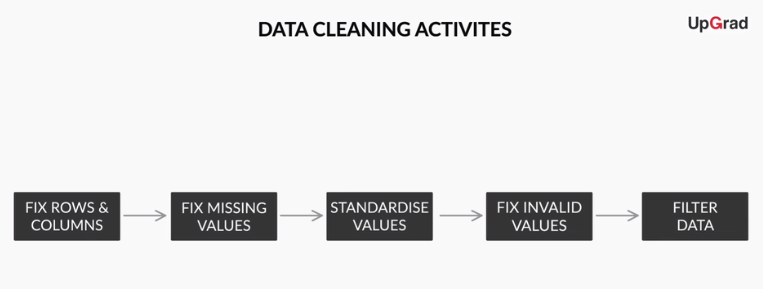 DATA CLEANING ACTIVITES
UpGrad
FIX ROWS &
COLUMNS
FIX MISSING
VALUES
STANDARDISE
VALUES
FIX INVALID
VALUES
FILTER
DATA